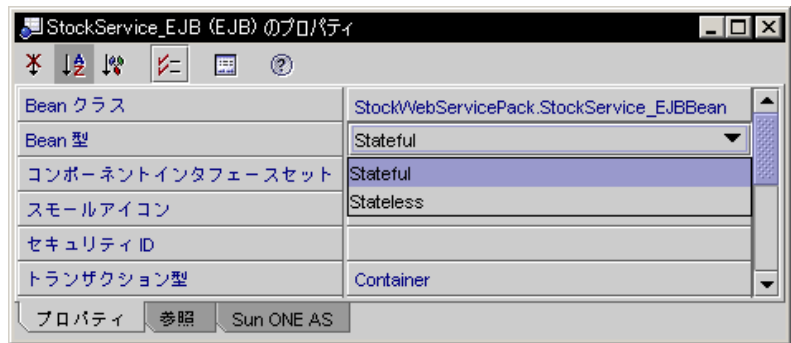 StockService_EJB (EJB) のプロパティ
Bean クラス StockWebServicePack.StockService_EJBBean
Bean 型 Stateful
コンポーネントインタフェースセット Stateful
Stateless
スモールアイコン
セキュリティ ID
トランザクション型 Container
プロパティ 参照 Sun ONE AS